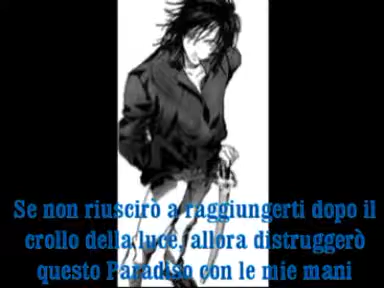 Se non riuscirò a raggiungerti dopo il
crollo della luce, allora distruggerò
questo Paradiso con le mie mani